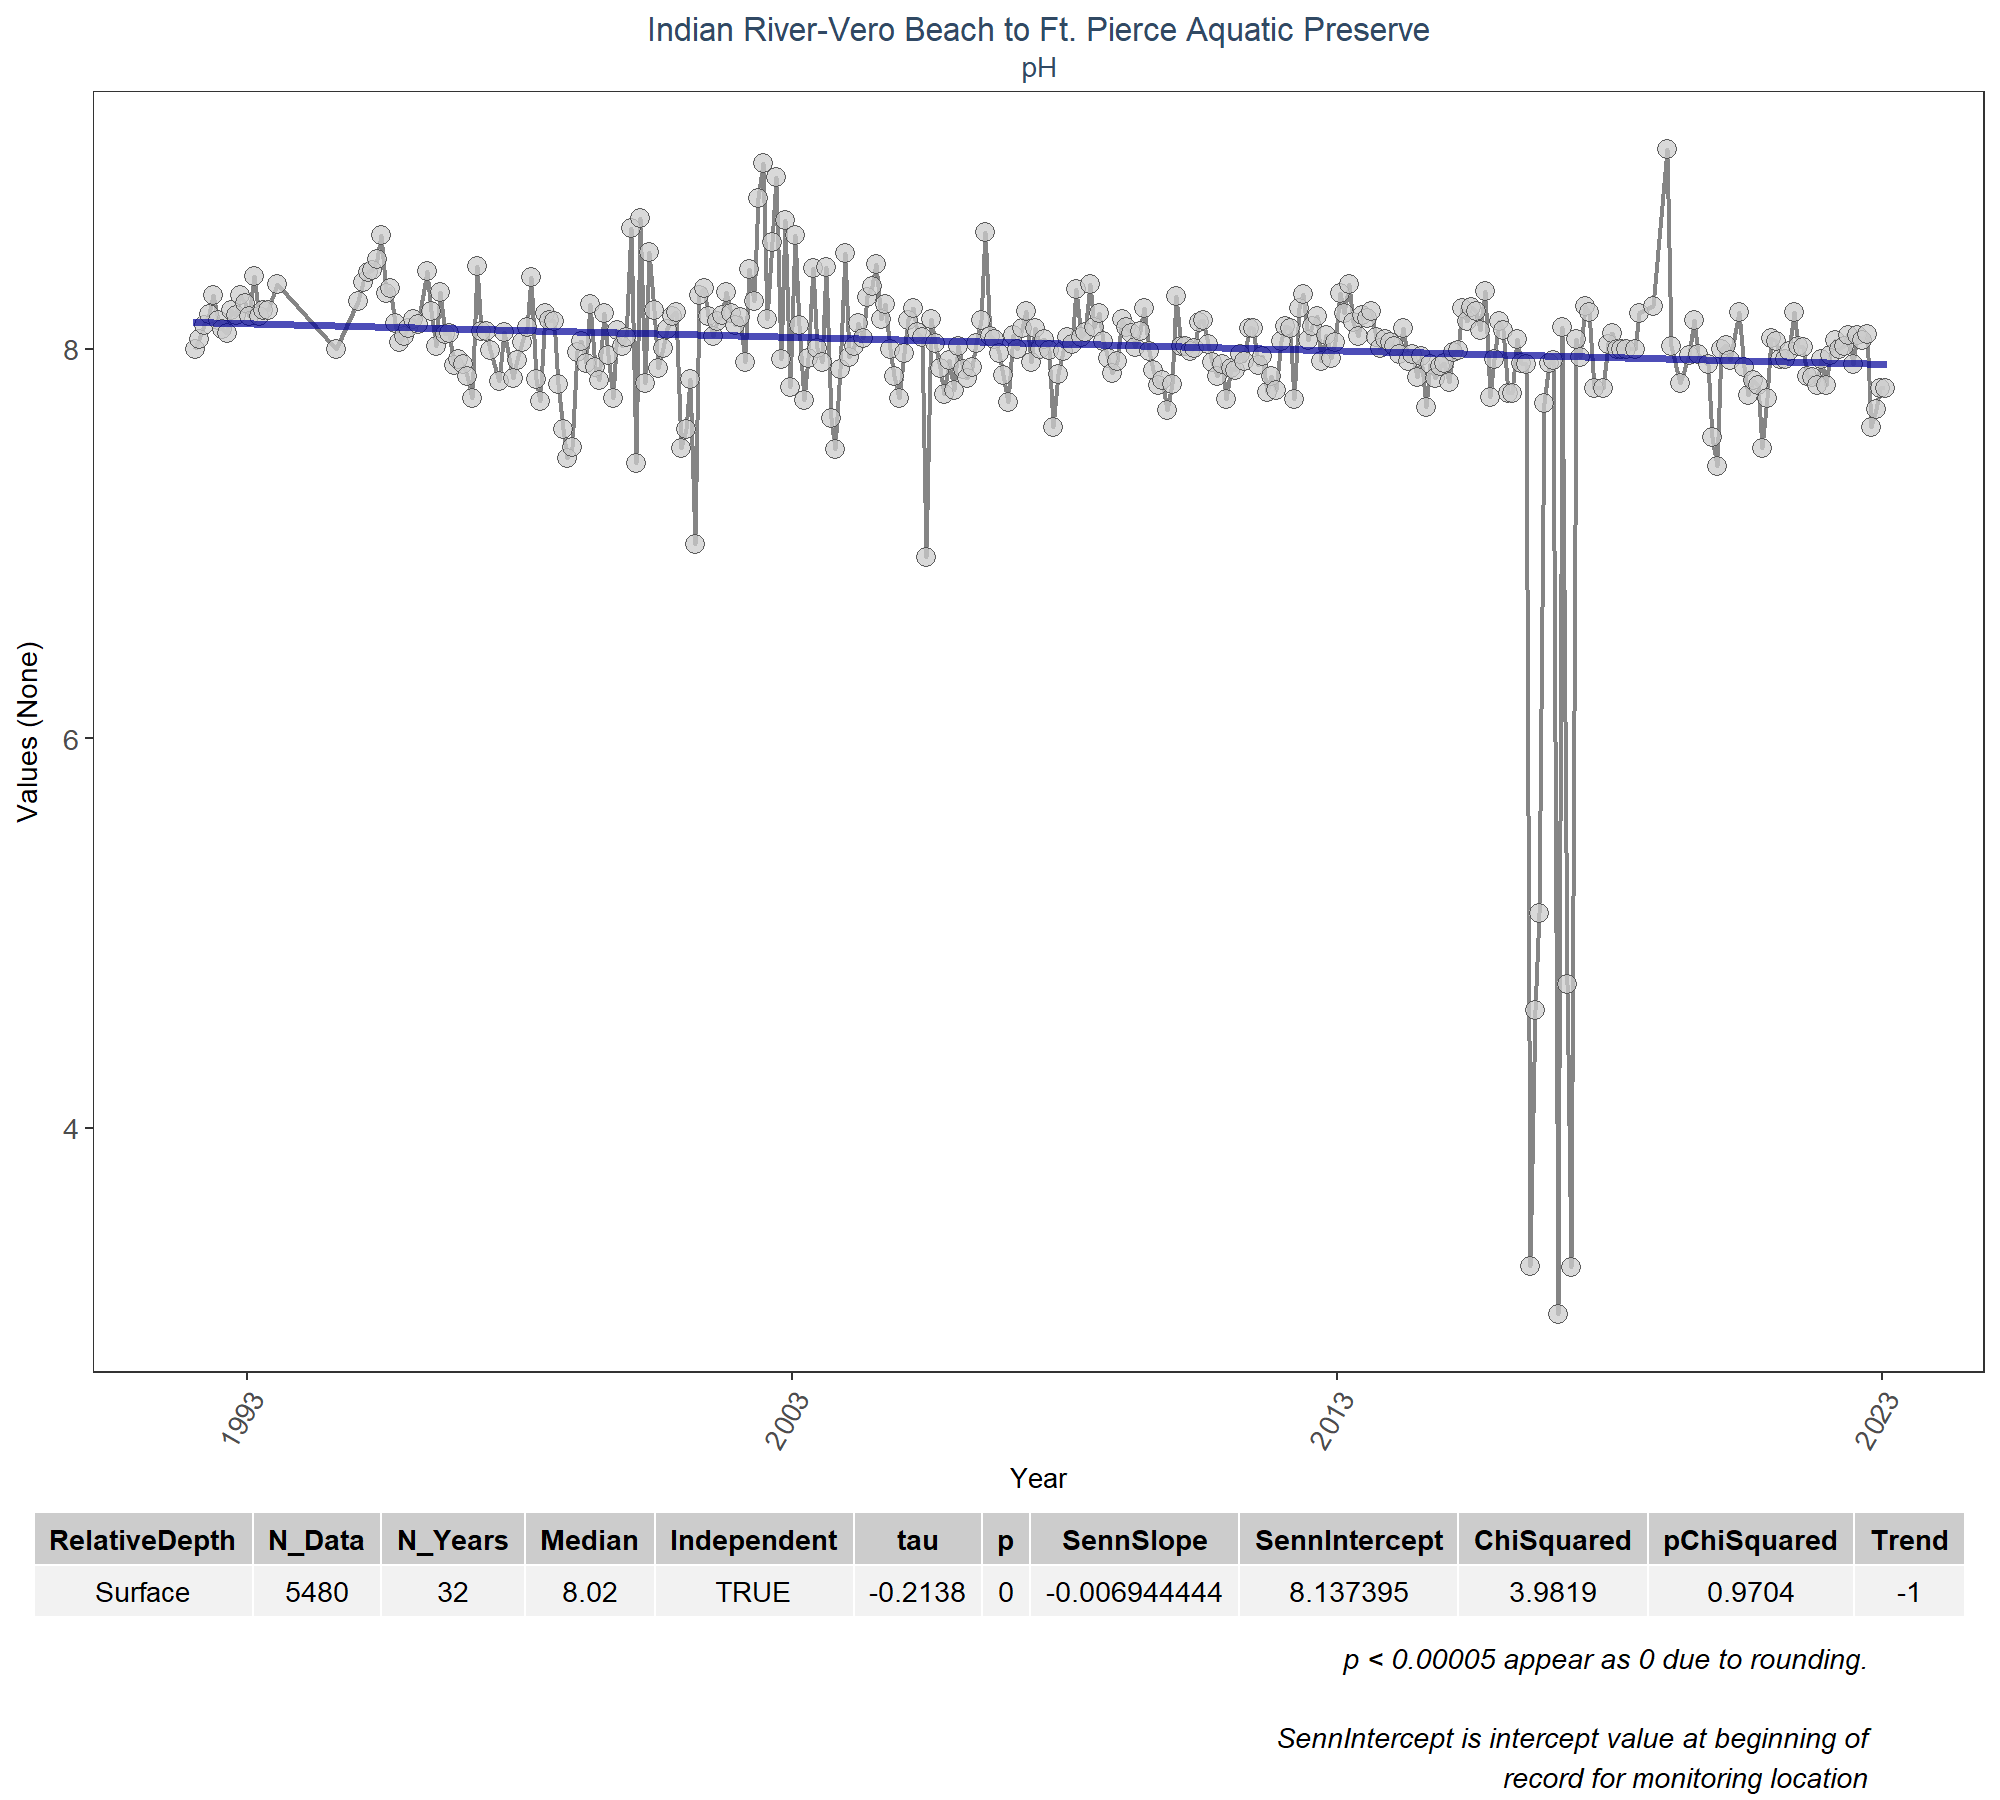 Indian River-Vero Beach to Ft. Pierce Aquatic Preserve
pH
Values (None)
8
6
4
1993
2003
2013
2023
Year
RelativeDepth N_Data N_Years Median Independent tau p SennSlope SennIntercept ChiSquared pChiSquared Trend
Surface 5480 32 8.02 TRUE -0.2138 0 -0.006944444 8.137395 3.9819 0.9704 -1
p < 0.00005 appear as 0 due to rounding.
SennIntercept is intercept value at beginning of
record for monitoring location